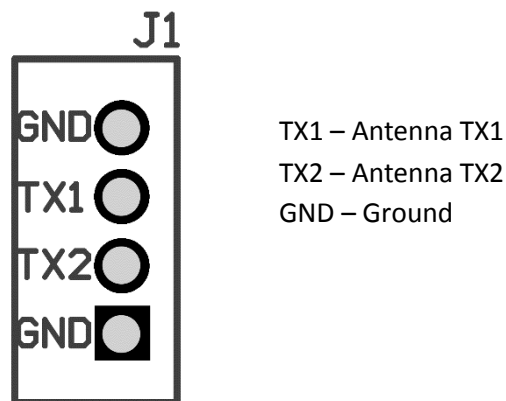 J1
GND
TX1
TX2
GND
TX1 – Antenna TX1
TX2 – Antenna TX2
GND – Ground